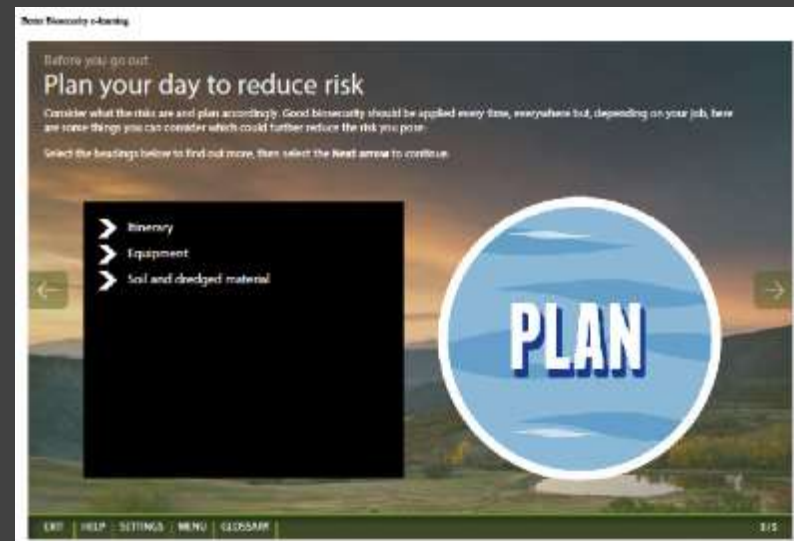 Better Biosecurity e-learning
Before you go out
Plan your day to reduce risk
Consider what the risks are and plan accordingly. Good biosecurity should be applied every time, everywhere but, depending on your job, here
are some things you can consider which could further reduce the risk you pose:
Select the headings below to find out more, then select the Next arrow to continue.
Itinerary
Equipment
Soil and dredged material
PLAN
EXIT | HELP | SETTINGS | MENU | GLOSSARY